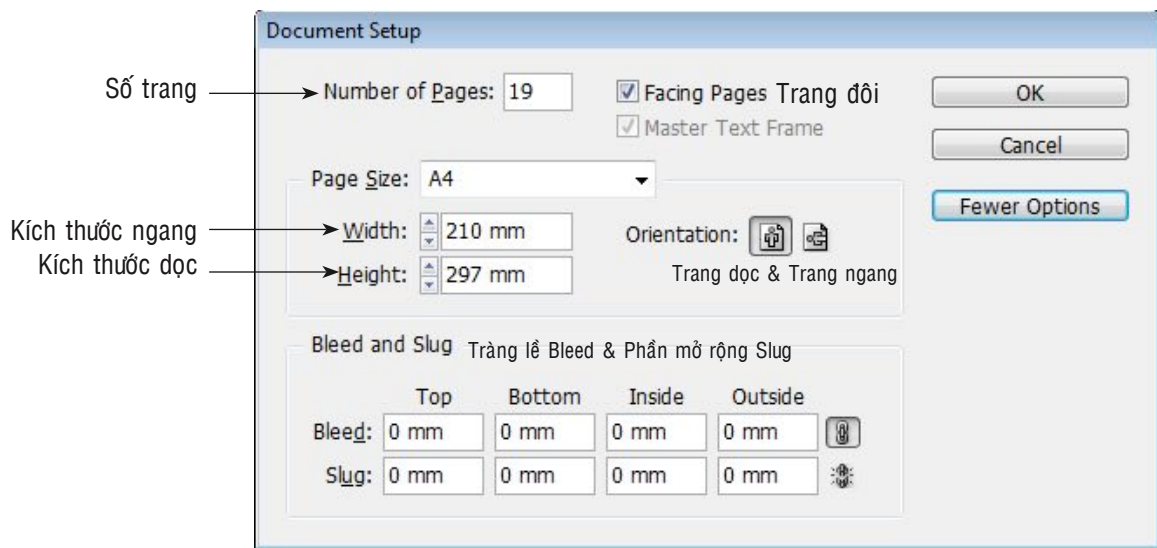 Document Setup
Số trang Number of Pages: 19 Facing Pages Trang đôi OK
Master Text Frame
Cancel
Page Size: A4
Fewer Options
Kích thước ngang Width: 210 mm Orientation:
Kích thước dọc Height: 297 mm Trang dọc & Trang ngang
Bleed and Slug Tràng lề Bleed & Phần mở rộng Slug
Top Bottom Inside Outside
Bleed: 0 mm 0 mm 0 mm 0 mm
Slug: 0 mm 0 mm 0 mm 0 mm